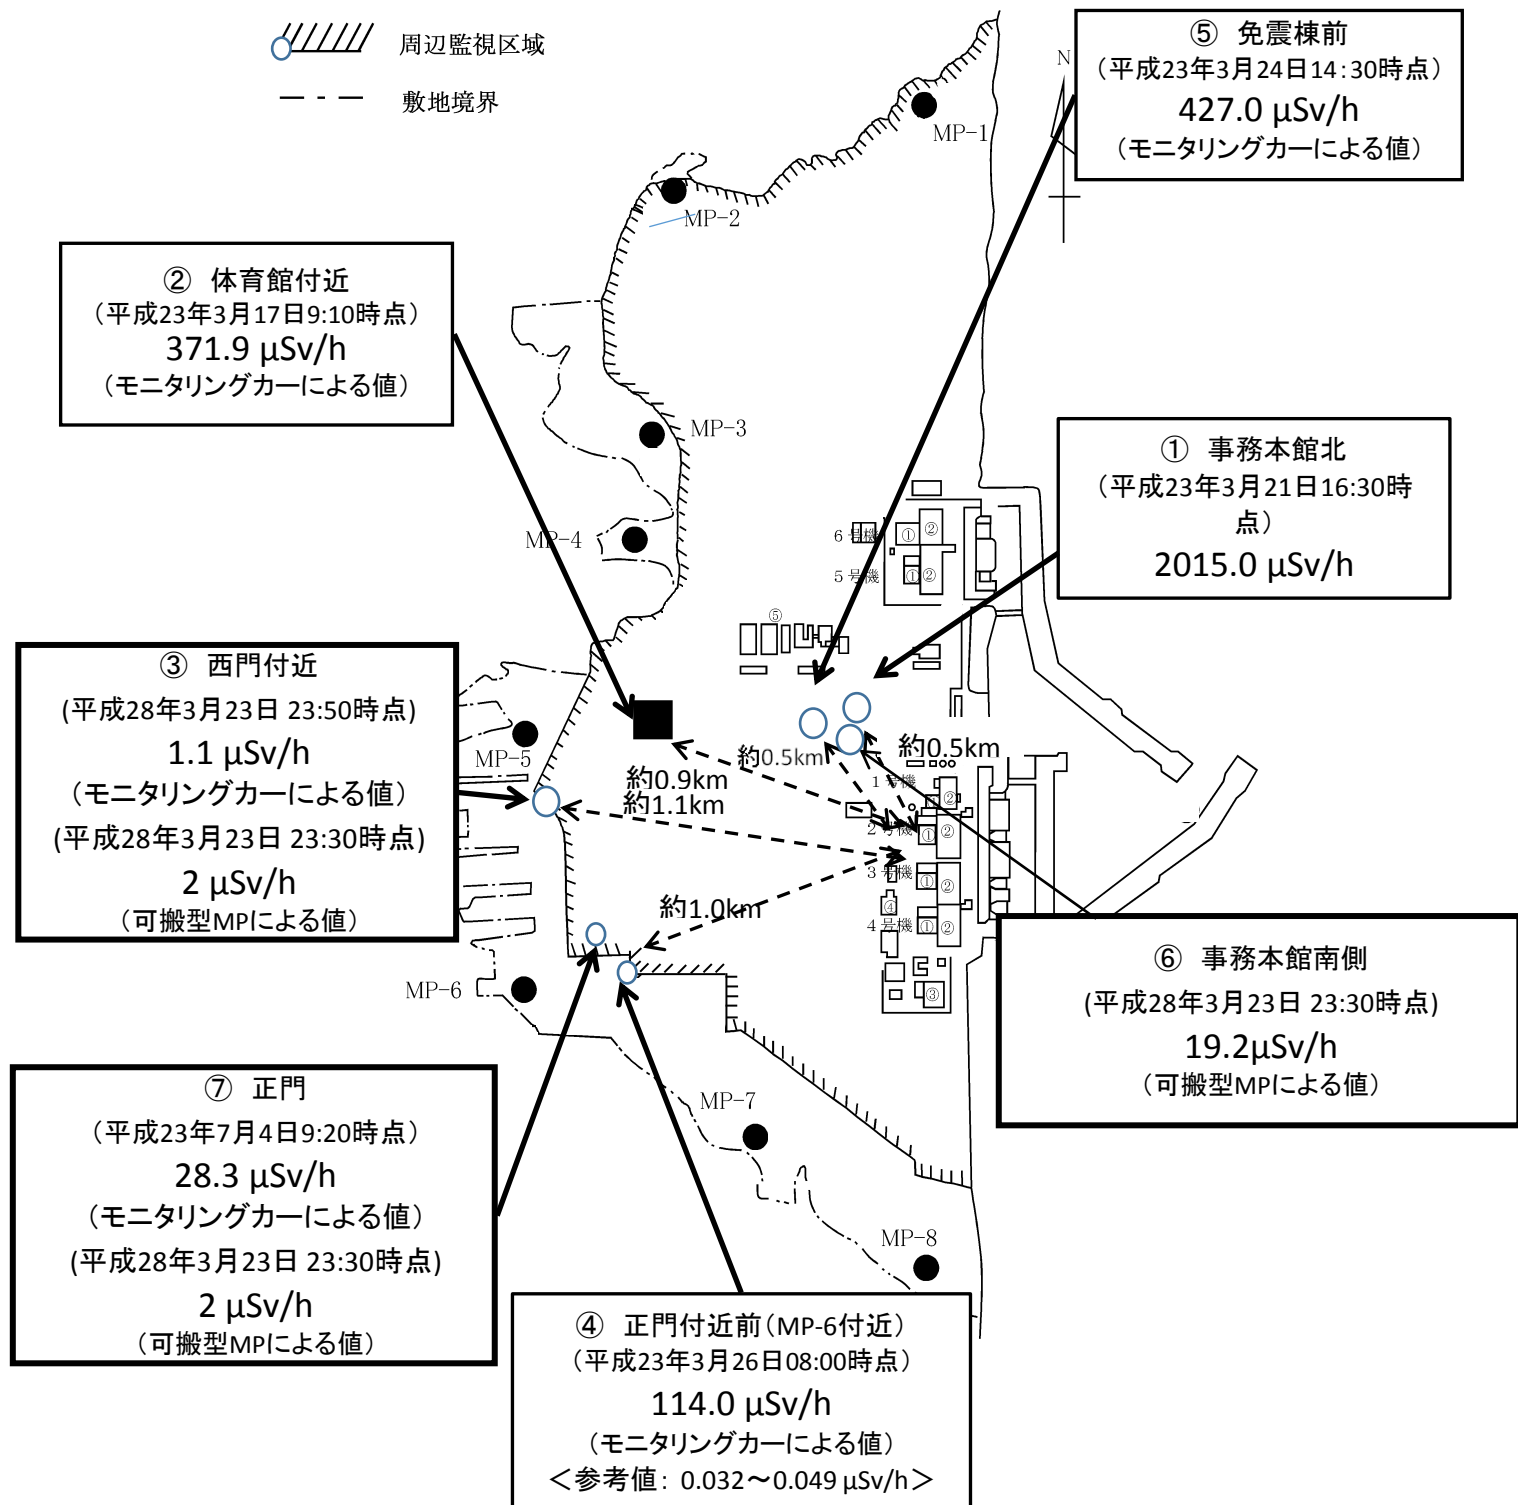 周辺監視区域
敷地境界
N
⑤ 免震棟前
（平成23年3月24日14:30時点）
427.0 μSv/h
（モニタリングカーによる値）
MP-1
MP-2
② 体育館付近
（平成23年3月17日9:10時点）
371.9 μSv/h
（モニタリングカーによる値）
MP-3
① 事務本館北
（平成23年3月21日16:30時
点）
2015.0 μSv/h
MP-4
6号機
① ②
5号機
① ②
⑤
③ 西門付近
(平成28年3月23日 23:50時点)
1.1 μSv/h
（モニタリングカーによる値）
(平成28年3月23日 23:30時点)
2 μSv/h
（可搬型MPによる値）
MP-5
約0.5km
約0.5km
約0.9km
約1.1km
1号機
① ②
2号機
① ②
3号機
① ②
④
4号機
① ②
③
約1.0km
MP-6
⑥ 事務本館南側
(平成28年3月23日 23:30時点)
19.2μSv/h
（可搬型MPによる値）
⑦ 正門
（平成23年7月4日9:20時点）
28.3 μSv/h
（モニタリングカーによる値）
(平成28年3月23日 23:30時点)
2 μSv/h
（可搬型MPによる値）
MP-7
MP-8
④ 正門付近前（MP-6付近）
（平成23年3月26日08:00時点）
114.0 μSv/h
（モニタリングカーによる値）
＜参考値：0.032～0.049 μSv/h＞